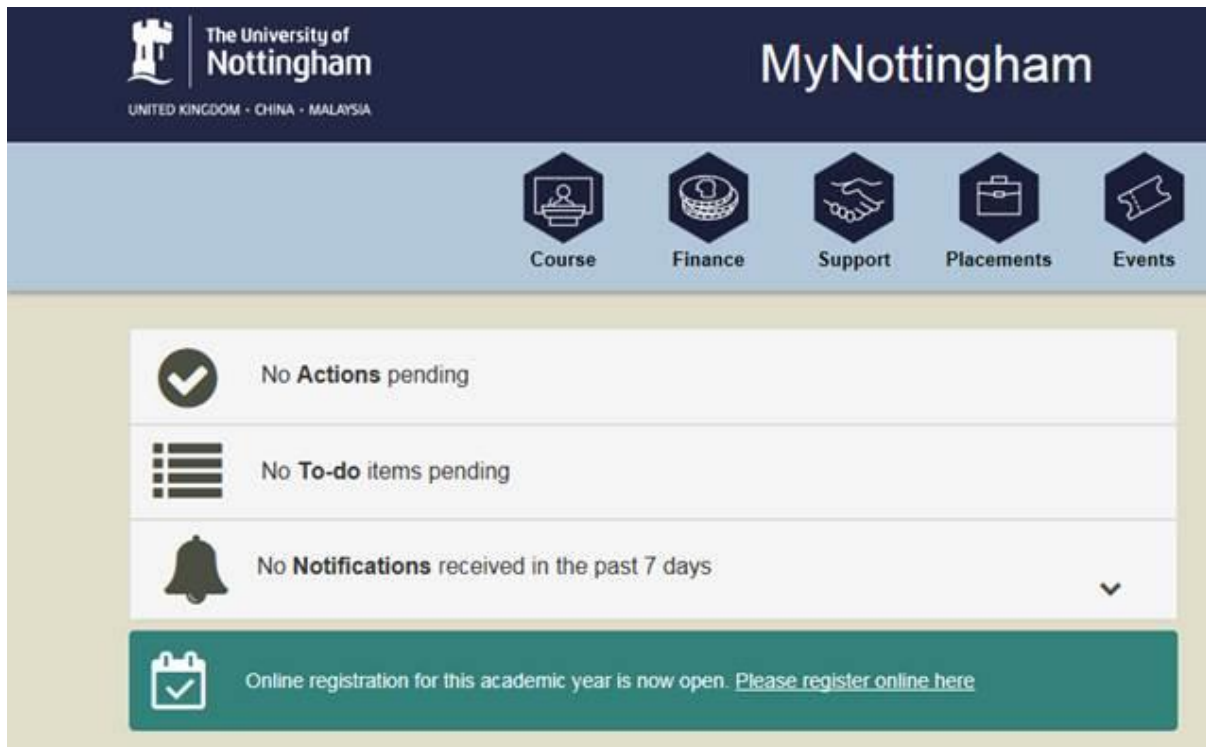 The University of
Nottingham
UNITED KINGDOM • CHINA • MALAYSIA
MyNottingham
Course
Finance
Support
Placements
Events
No Actions pending
No To-do items pending
No Notifications received in the past 7 days
Online registration for this academic year is now open. Please register online here